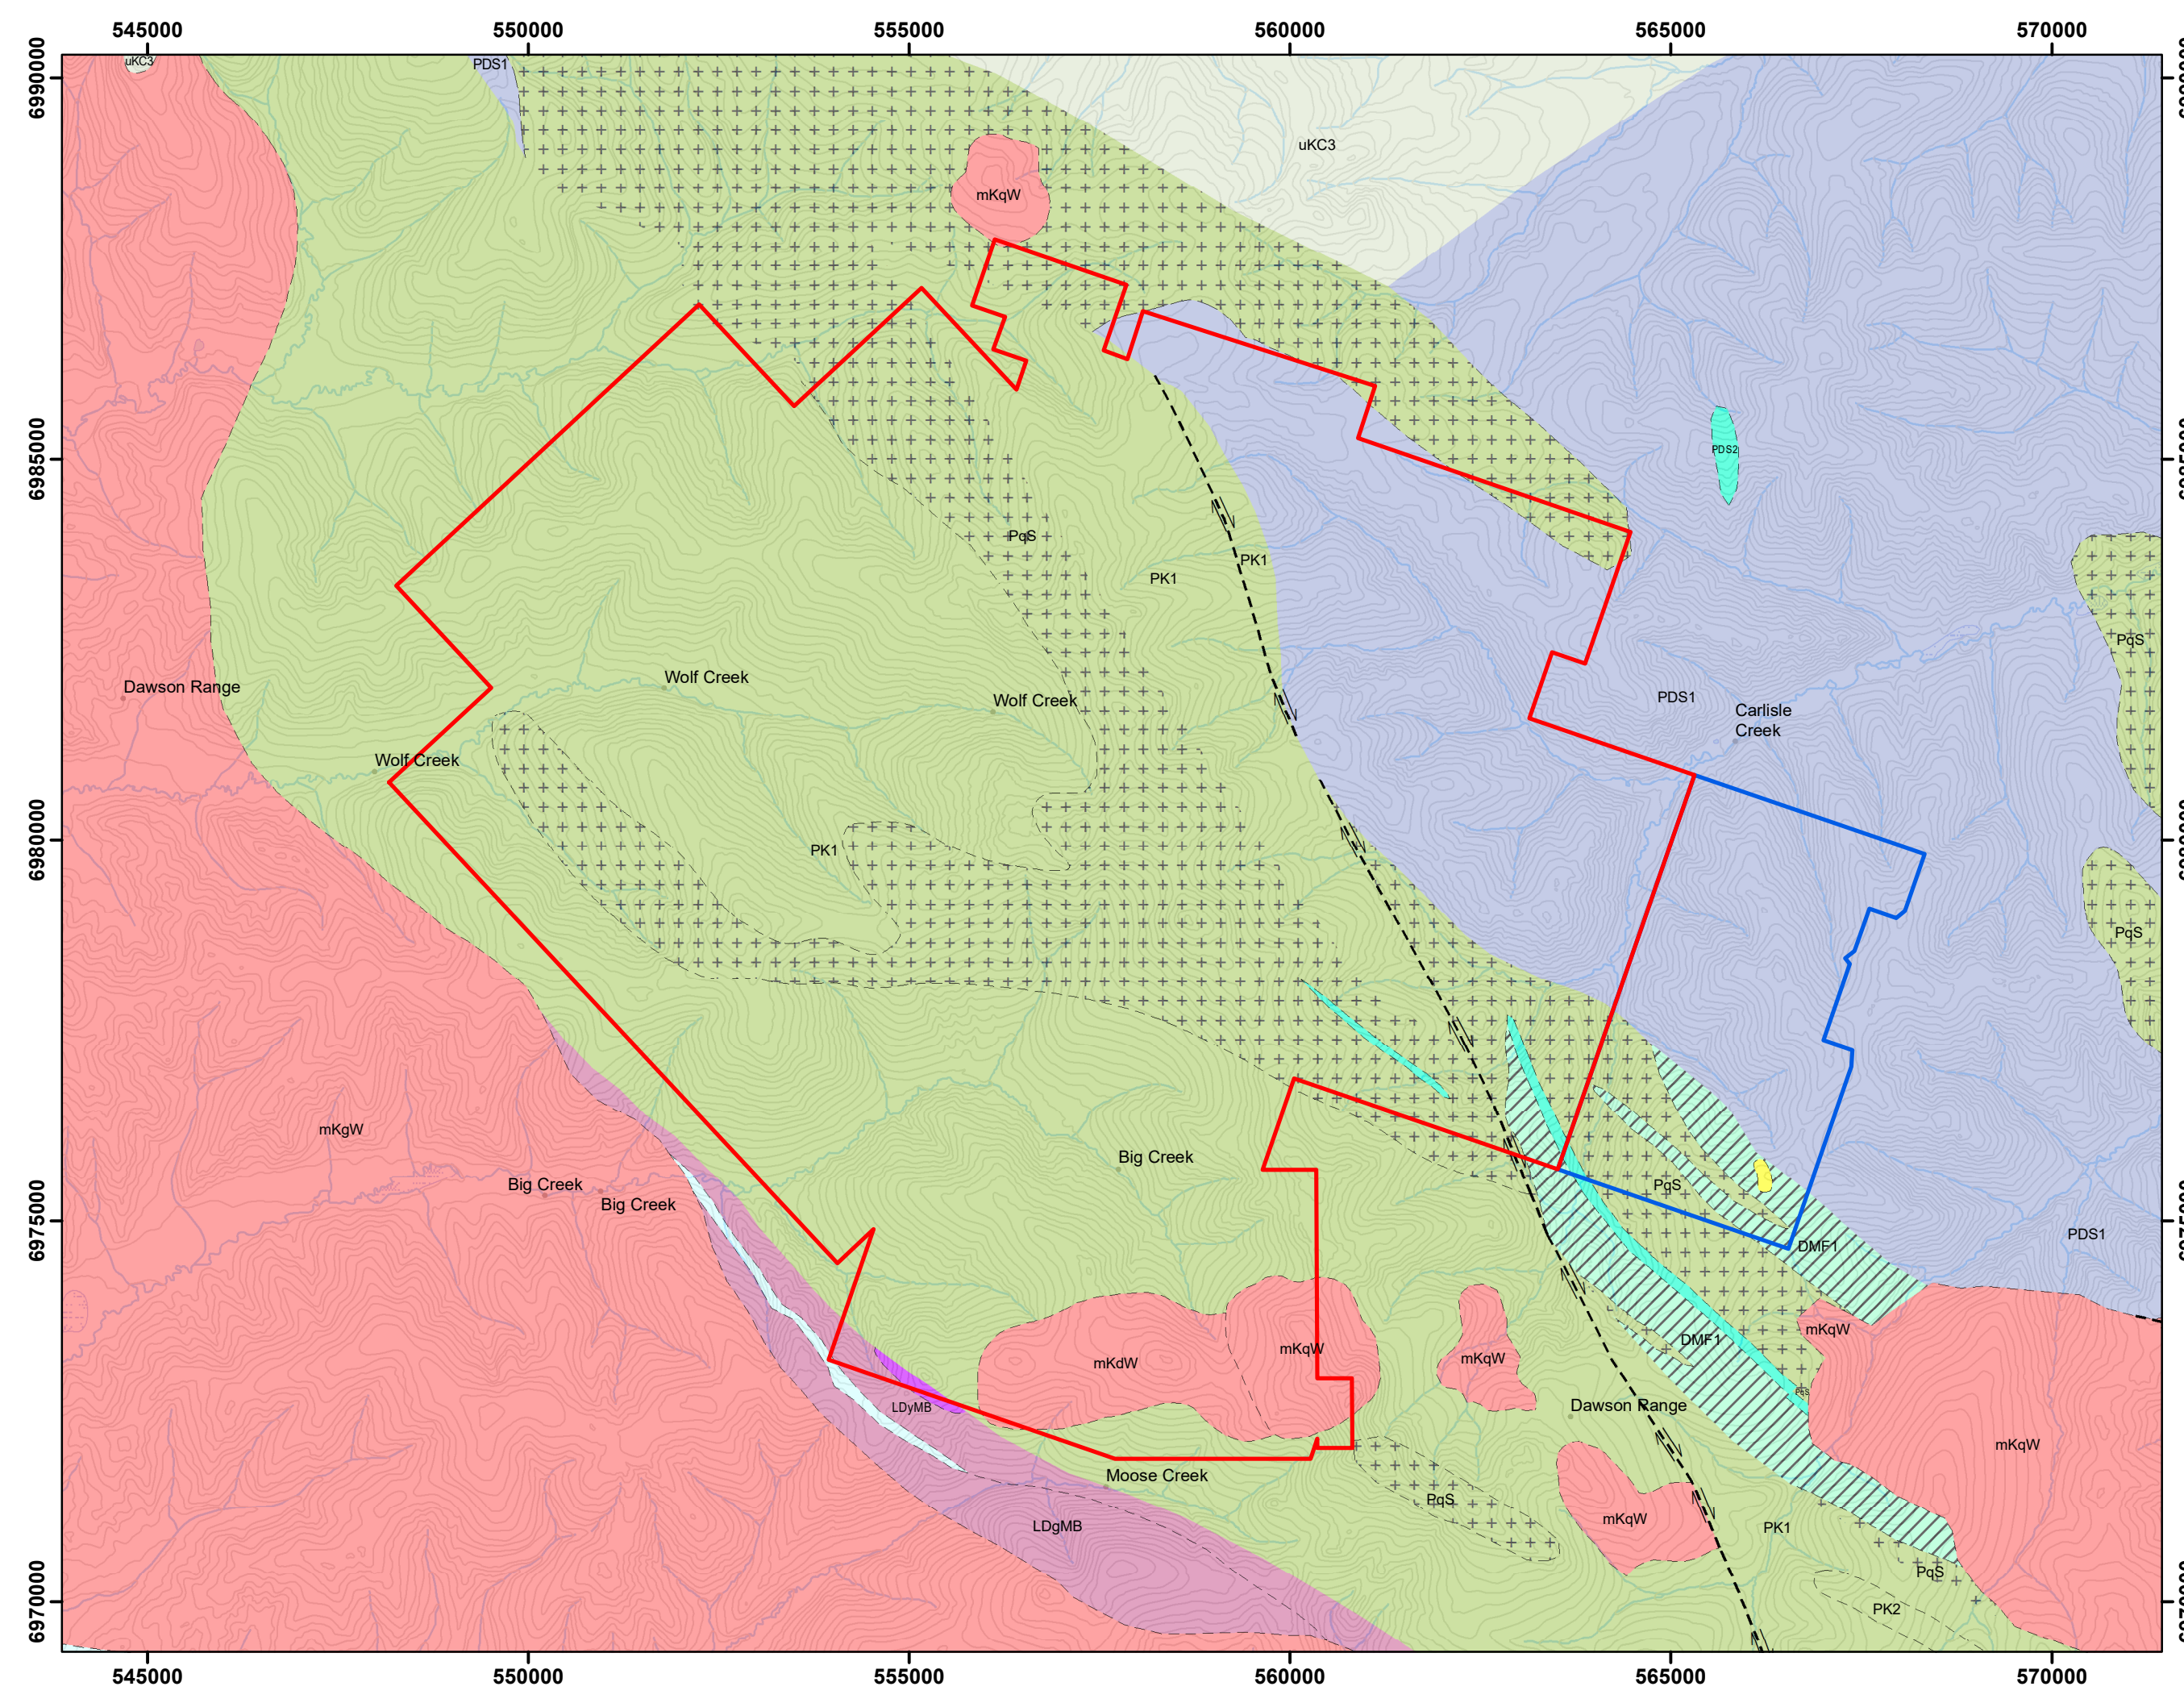 545000 550000 555000 560000 565000 570000
6990000
uKC3
PDS1
uKC3
mKqW
6985000
PDS2
PqS
PK1
PK1
PqS
Wolf Creek
Dawson Range
Wolf Creek
PDS1
Carlisle
Creek
Wolf Creek
6980000
PK1
PqS
mKgW
Big Creek
Big Creek
Big Creek
PqS
6975000
PDS1
DMF1
mKqW
DMF1
mKqW
mKqW
mKdW
LDyMB
Dawson Range
mKqW
Moose Creek
PqS
mKqW
LDgMB
PK1
PqS
6970000
PK2
545000 550000 555000 560000 565000 570000